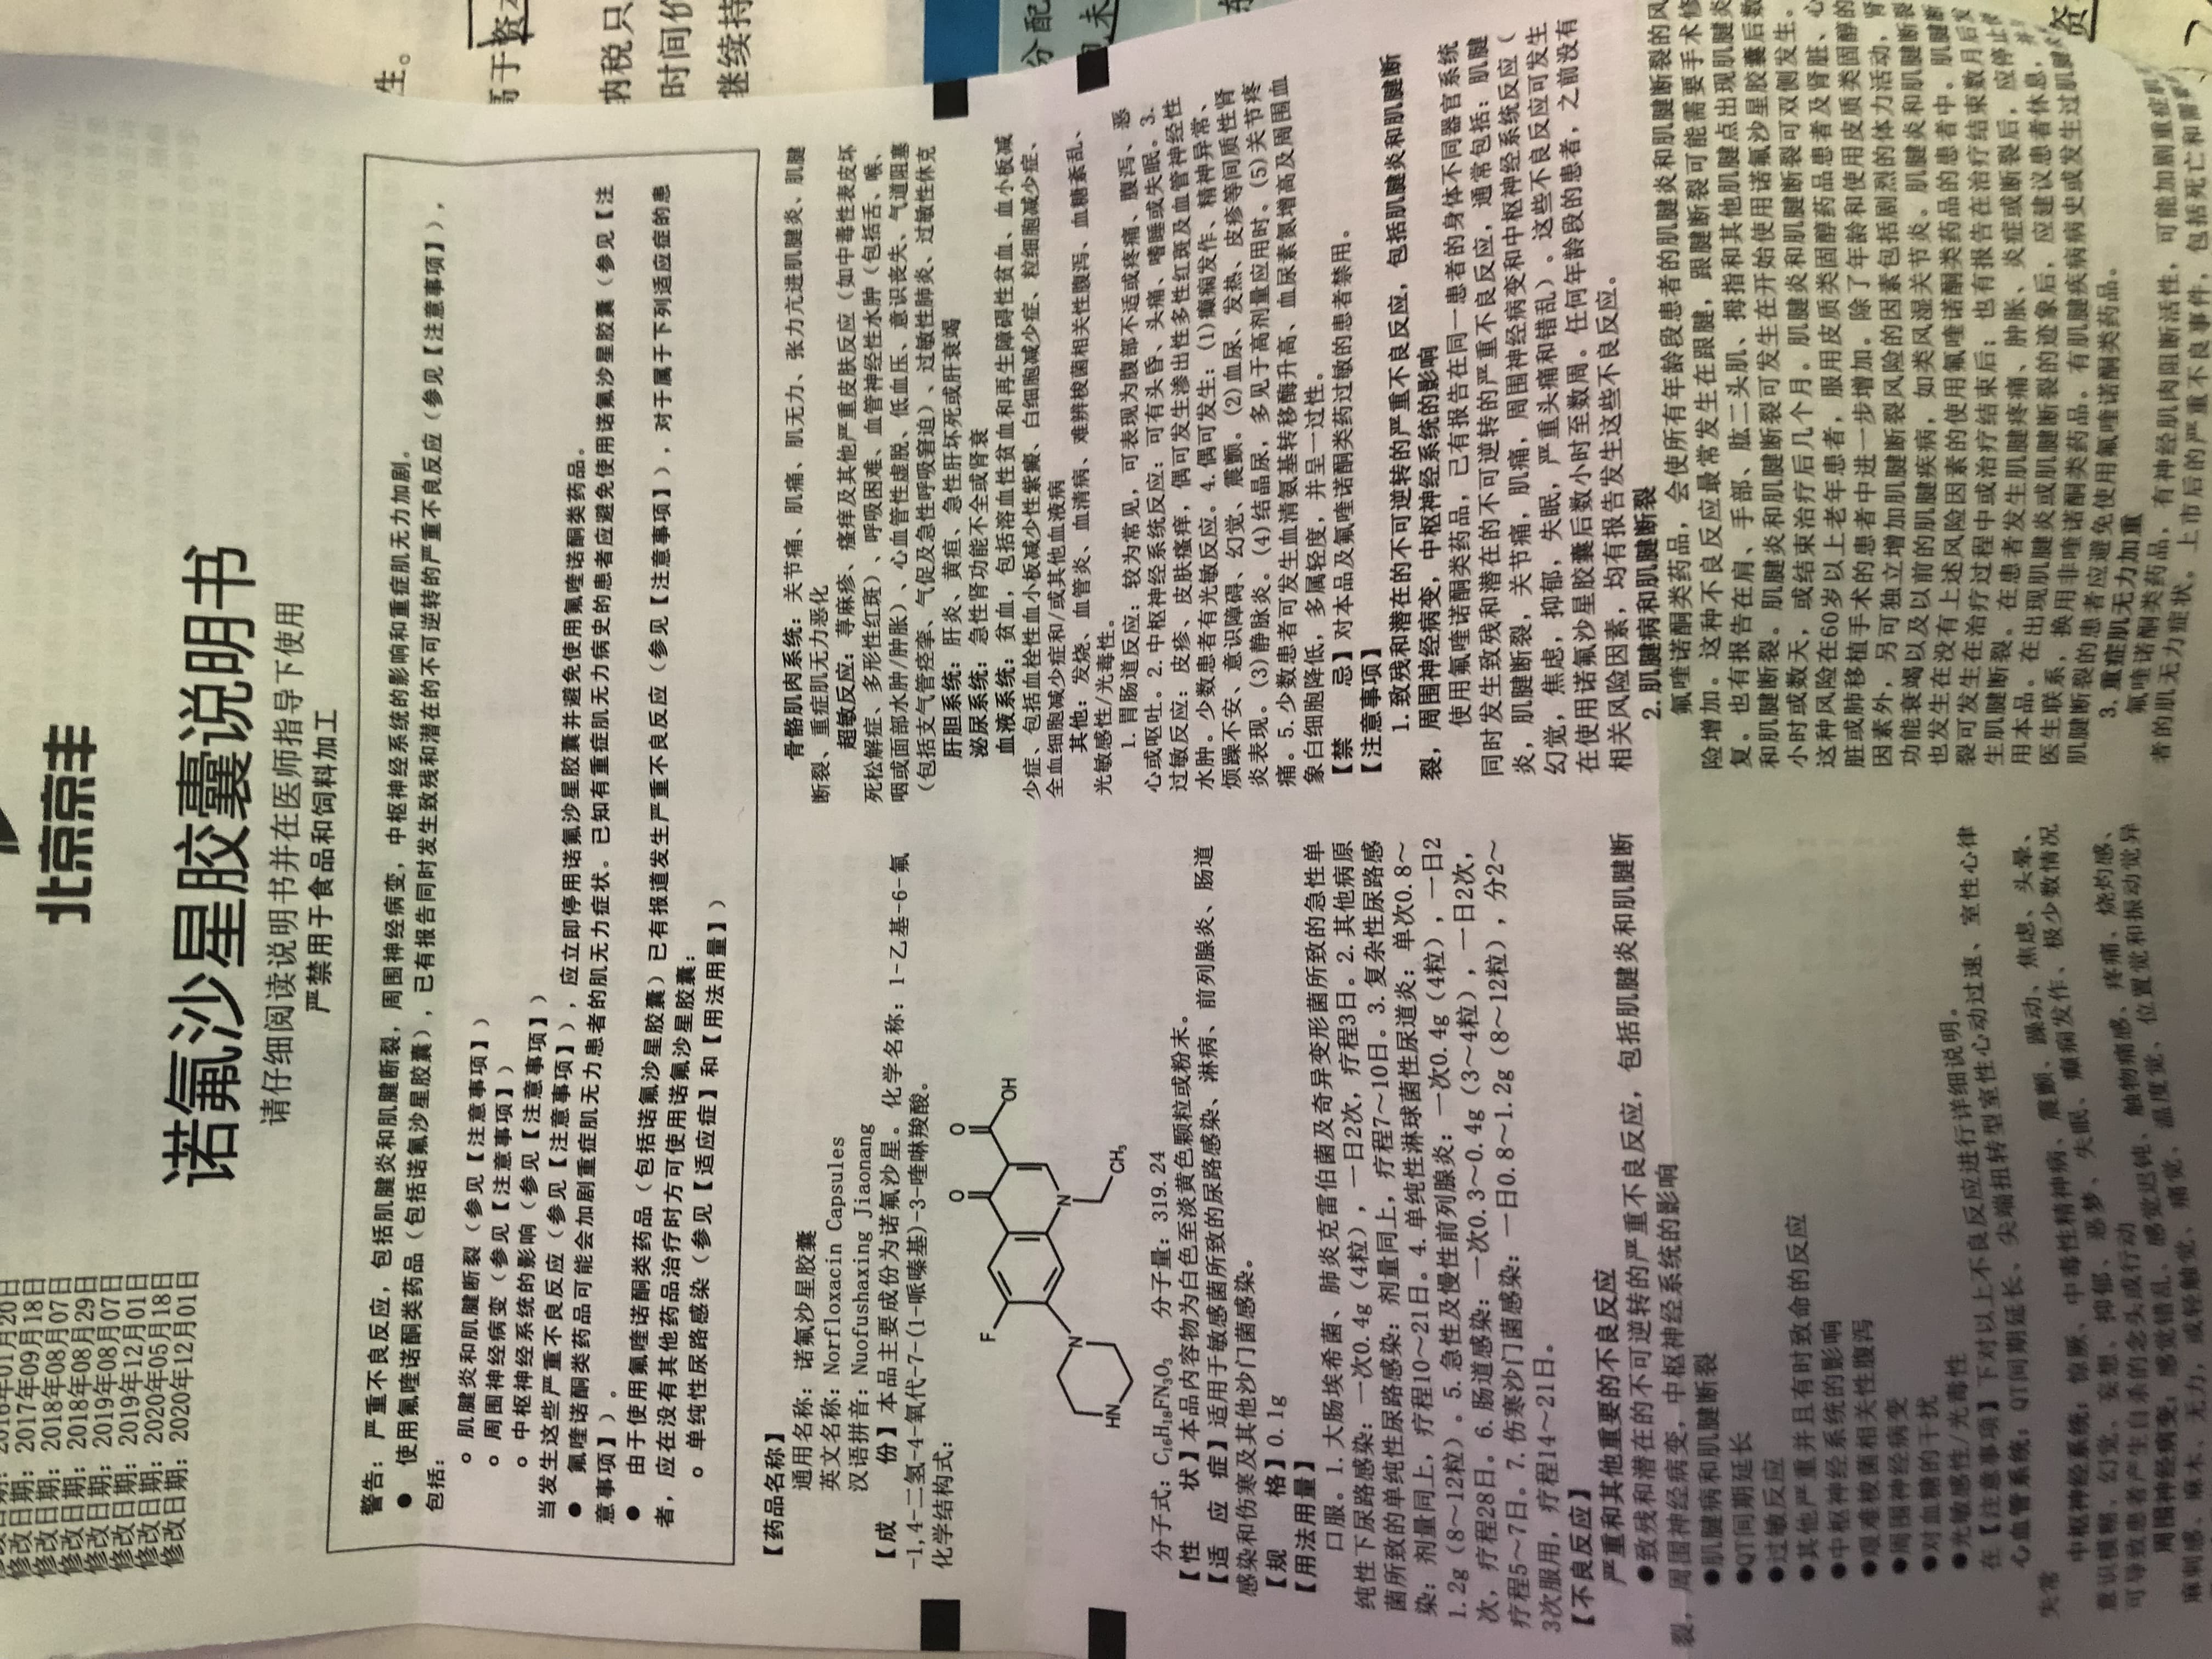 2016年01月20日
修改日期：2017年09月18日
修改日期：2018年08月07日
修改日期：2018年08月29日
修改日期：2019年08月07日
修改日期：2019年12月01日
修改日期：2020年05月18日
修改日期：2020年12月01日
北京京丰
诺氟沙星胶囊说明书
请仔细阅读说明书并在医师指导下使用
严禁用于食品和饲料加工
警告：严重不良反应，包括肌腱炎和肌腱断裂，周围神经病变，中枢神经系统的影响和重症肌无力加剧。
● 使用氟喹诺酮类药品（包括诺氟沙星胶囊），已有报告同时发生致残和潜在的不可逆转的严重不良反应（参见【注意事项】），
包括：
○ 肌腱炎和肌腱断裂（参见【注意事项】）
○ 周围神经病变（参见【注意事项】）
○ 中枢神经系统的影响（参见【注意事项】）
当发生这些严重不良反应（参见【注意事项】），应立即停用诺氟沙星胶囊并避免使用氟喹诺酮类药品。
● 氟喹诺酮类药品可能会加剧重症肌无力患者的肌无力症状。已知有重症肌无力病史的患者应避免使用诺氟沙星胶囊（参见【注
意事项】）。
● 由于使用氟喹诺酮类药品（包括诺氟沙星胶囊）已有报道发生严重不良反应（参见【注意事项】），对于属于下列适应症的患
者，应在没有其他药品治疗时方可使用诺氟沙星胶囊：
○ 单纯性尿路感染（参见【适应症】和【用法用量】）
【药品名称】
通用名称：诺氟沙星胶囊
英文名称：Norfloxacin Capsules
汉语拼音：Nuofushaxing Jiaonang
【成 份】本品主要成份为诺氟沙星。化学名称：1-乙基-6-氟
-1,4-二氢-4-氧代-7-(1-哌嗪基)-3-喹啉羧酸。
化学结构式：
O O
F
OH
N N
HN
CH₃
分子式：C₁₆H₁₈FN₃O₃ 分子量：319.24
【性 状】本品内容物为白色至淡黄色颗粒或粉末。
【适 应 症】适用于敏感菌所致的尿路感染、淋病、前列腺炎、肠道
感染和伤寒及其他沙门菌感染。
【规 格】0.1g
【用法用量】
口服。1.大肠埃希菌、肺炎克雷伯菌及奇异变形菌所致的急性单
纯性下尿路感染：一次0.4g（4粒），一日2次，疗程3日。2.其他病原
菌所致的单纯性尿路感染：剂量同上，疗程7～10日。3.复杂性尿路感
染：剂量同上，疗程10～21日。4.单纯性淋球菌性尿道炎：单次0.8～
1.2g（8～12粒）。5.急性及慢性前列腺炎：一次0.4g（4粒），一日2
次，疗程28日。6.肠道感染：一次0.3～0.4g（3～4粒），一日2次，
疗程5～7日。7.伤寒沙门菌感染：一日0.8～1.2g（8～12粒），分2～
3次服用，疗程14～21日。
【不良反应】
严重和其他重要的不良反应
●致残和潜在的不可逆转的严重不良反应，包括肌腱炎和肌腱断
裂，周围神经病变，中枢神经系统的影响
●肌腱病和肌腱断裂
●QT间期延长
●过敏反应
●其他严重并且有时致命的反应
●中枢神经系统的影响
●艰难梭菌相关性腹泻
●周围神经病变
●对血糖的干扰
●光敏感性/光毒性
在【注意事项】下对以上不良反应进行详细说明。
心血管系统：QT间期延长、尖端扭转型室性心动过速、室性心律
失常
中枢神经系统：惊厥、中毒性精神病、震颤、躁动、焦虑、头晕、
意识模糊、幻觉、妄想、抑郁、恶梦、失眠、癫痫发作、极少数情况
可导致患者产生自杀的念头或行动
周围神经病变：感觉错乱、感觉迟钝、触物痛感、疼痛、烧灼感、
麻刺感、麻木、无力，或轻触觉、痛觉、温度觉、位置觉和振动觉异
骨骼肌肉系统：关节痛、肌痛、肌无力、张力亢进肌腱炎、肌腱
断裂、重症肌无力恶化
超敏反应：荨麻疹、瘙痒及其他严重皮肤反应（如中毒性表皮坏
死松解症、多形性红斑）、呼吸困难、血管神经性水肿（包括舌、喉、
咽或面部水肿/肿胀）、心血管性虚脱、低血压、意识丧失、气道阻塞
（包括支气管痉挛、气促及急性呼吸窘迫）、过敏性肺炎、过敏性休克
肝胆系统：肝炎、黄疸、急性肝坏死或肝衰竭
泌尿系统：急性肾功能不全或肾衰
血液系统：贫血，包括溶血性贫血和再生障碍性贫血、血小板减
少症、包括血栓性血小板减少性紫癜、白细胞减少症、粒细胞减少症、
全血细胞减少症和/或其他血液病
其他：发烧、血管炎、血清病、难辨梭菌相关性腹泻、血糖紊乱、
光敏感性/光毒性。
1.胃肠道反应：较为常见，可表现为腹部不适或疼痛、腹泻、恶
心或呕吐。2.中枢神经系统反应：可有头昏、头痛、嗜睡或失眠。3.
过敏反应：皮疹、皮肤瘙痒，偶可发生渗出性多性红斑及血管神经性
水肿。少数患者有光敏反应。4.偶可发生：(1)癫痫发作、精神异常、
烦躁不安、意识障碍、幻觉、震颤。(2)血尿、发热、皮疹等间质性肾
炎表现。(3)静脉炎。(4)结晶尿，多见于高剂量应用时。(5)关节疼
痛。5.少数患者可发生血清氨基转移酶升高、血尿素氮增高及周围血
象白细胞降低，多属轻度，并呈一过性。
【禁 忌】对本品及氟喹诺酮类药过敏的患者禁用。
【注意事项】
1.致残和潜在的不可逆转的严重不良反应，包括肌腱炎和肌腱断
裂，周围神经病变，中枢神经系统的影响
使用氟喹诺酮类药品，已有报告在同一患者的身体不同器官系统
同时发生致残和潜在的不可逆转的严重不良反应，通常包括：肌腱
炎，肌腱断裂，关节痛，肌痛，周围神经病变和中枢神经系统反应（
幻觉，焦虑，抑郁，失眠，严重头痛和错乱）。这些不良反应可发生
在使用诺氟沙星胶囊后数小时至数周。任何年龄段的患者，之前没有
相关风险因素，均有报告发生这些不良反应。
2.肌腱病和肌腱断裂
氟喹诺酮类药品，会使所有年龄段患者的肌腱炎和肌腱断裂的风
险增加。这种不良反应最常发生在跟腱，跟腱断裂可能需要手术修
复。也有报告在肩、手部、肱二头肌、拇指和其他肌腱点出现肌腱炎
和肌腱断裂。肌腱炎和肌腱断裂可发生在开始使用诺氟沙星胶囊后数
小时或数天，或结束治疗后几个月。肌腱炎和肌腱断裂可双侧发生。
这种风险在60岁以上老年患者，服用皮质类固醇药品患者及肾脏、心
脏或肺移植手术的患者中进一步增加。除了年龄和使用皮质类固醇的
因素外，另可独立增加肌腱断裂风险的因素包括剧烈的体力活动，肾
功能衰竭以及以前的肌腱疾病，如类风湿关节炎。肌腱炎和肌腱断裂
也发生在没有上述风险因素的使用氟喹诺酮类药品的患者中。肌腱断
裂可发生在治疗过程中或治疗结束后；也有报告在治疗结束数月后发
生肌腱断裂。在患者发生肌腱疼痛、肿胀、炎症或断裂后，应停止使
用本品。在出现肌腱炎或肌腱断裂的迹象后，应建议患者休息，并与
医生联系，换用非喹诺酮类药品。有肌腱疾病病史或发生过肌腱
肌腱断裂的患者应避免使用氟喹诺酮类药品。
3.重症肌无力加重
氟喹诺酮类药品，有神经肌肉阻断活性，可能加剧重症肌
者的肌无力症状。上市后的严重不良事件，包括死亡和需要
性。
高于资本
纳税只
时间价
继续持
分配
见未
资